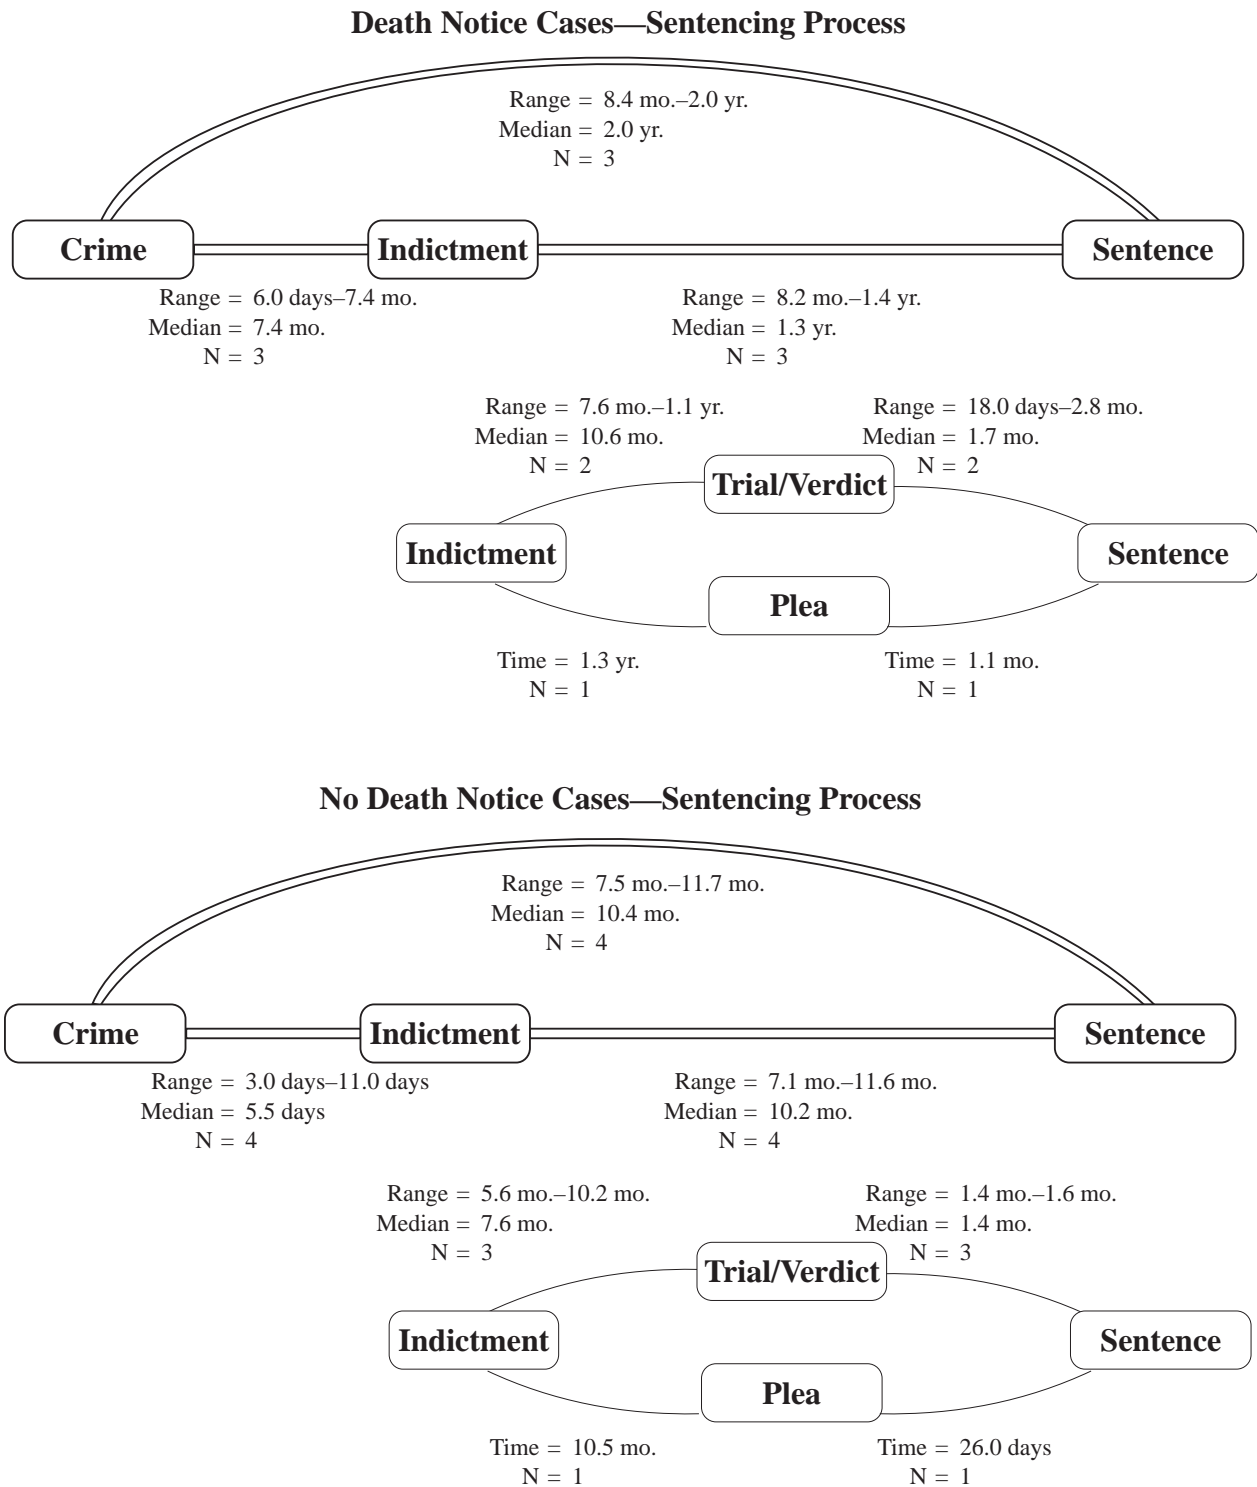 Death Notice Cases—Sentencing Process
Range = 8.4 mo.–2.0 yr.
Median = 2.0 yr.
N = 3
Crime
Indictment
Sentence
Range = 6.0 days–7.4 mo.
Median = 7.4 mo.
N = 3
Range = 8.2 mo.–1.4 yr.
Median = 1.3 yr.
N = 3
Range = 7.6 mo.–1.1 yr.
Median = 10.6 mo.
N = 2
Range = 18.0 days–2.8 mo.
Median = 1.7 mo.
N = 2
Trial/Verdict
Indictment
Sentence
Plea
Time = 1.3 yr.
N = 1
Time = 1.1 mo.
N = 1
No Death Notice Cases—Sentencing Process
Range = 7.5 mo.–11.7 mo.
Median = 10.4 mo.
N = 4
Crime
Indictment
Sentence
Range = 3.0 days–11.0 days
Median = 5.5 days
N = 4
Range = 7.1 mo.–11.6 mo.
Median = 10.2 mo.
N = 4
Range = 5.6 mo.–10.2 mo.
Median = 7.6 mo.
N = 3
Range = 1.4 mo.–1.6 mo.
Median = 1.4 mo.
N = 3
Trial/Verdict
Indictment
Sentence
Plea
Time = 10.5 mo.
N = 1
Time = 26.0 days
N = 1